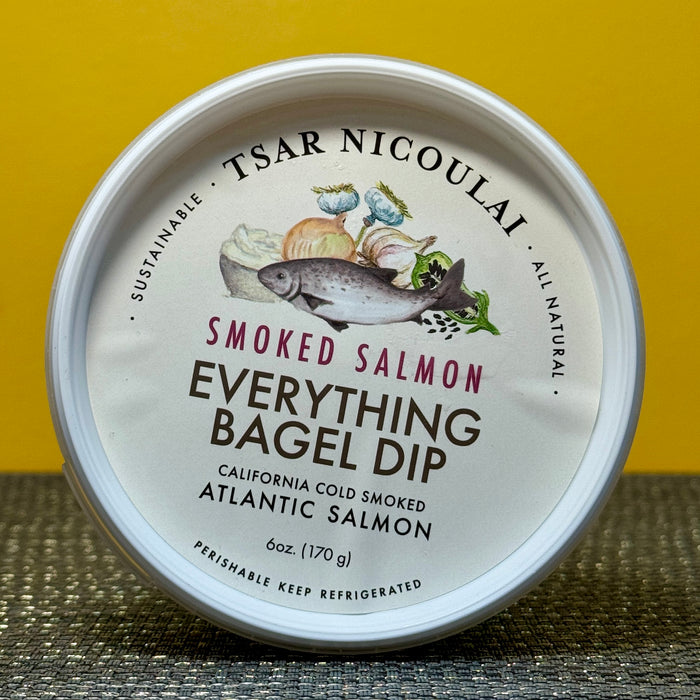 · SUSTAINABLE · TSAR NICOULAI · ALL NATURAL ·
SMOKED SALMON
EVERYTHING
BAGEL DIP
CALIFORNIA COLD SMOKED
ATLANTIC SALMON
6oz. (170 g)
PERISHABLE KEEP REFRIGERATED